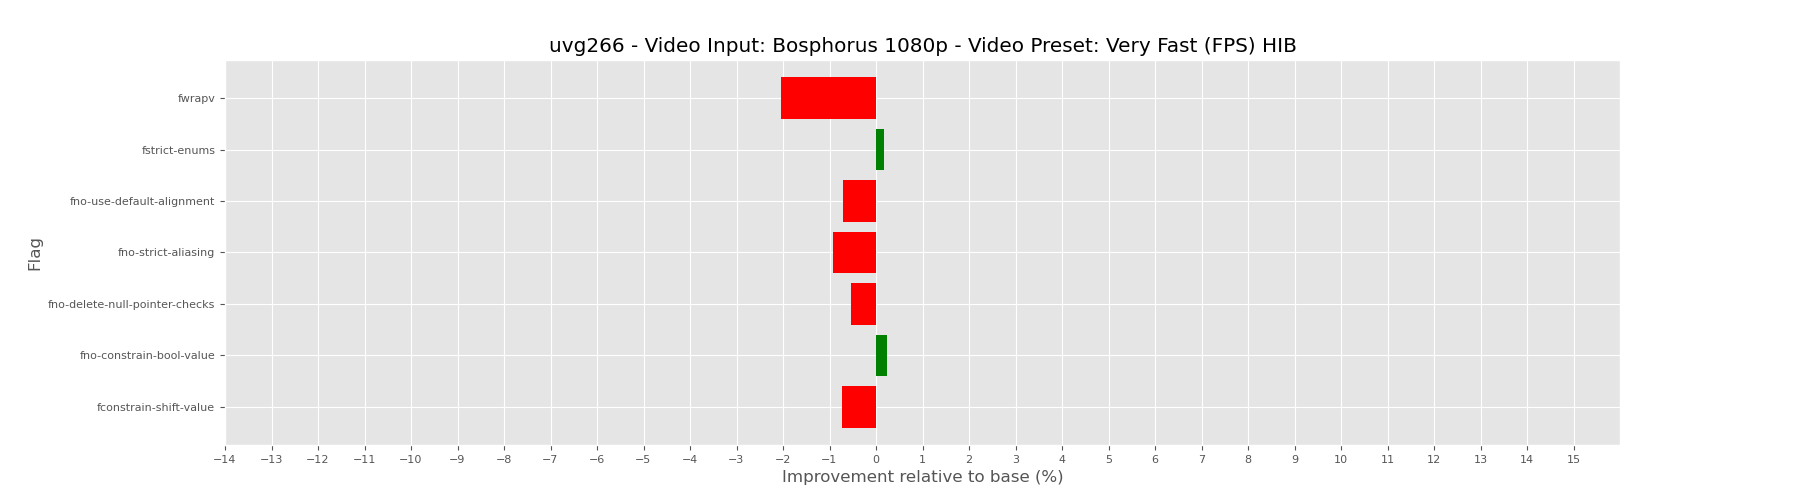 uvg266 - Video Input: Bosphorus 1080p - Video Preset: Very Fast (FPS) HIB
Flag
fwrapv
fstrict-enums
fno-use-default-alignment
fno-strict-aliasing
fno-delete-null-pointer-checks
fno-constrain-bool-value
fconstrain-shift-value
−14 −13 −12 −11 −10 −9 −8 −7 −6 −5 −4 −3 −2 −1 0 1 2 3 4 5 6 7 8 9 10 11 12 13 14 15
Improvement relative to base (%)